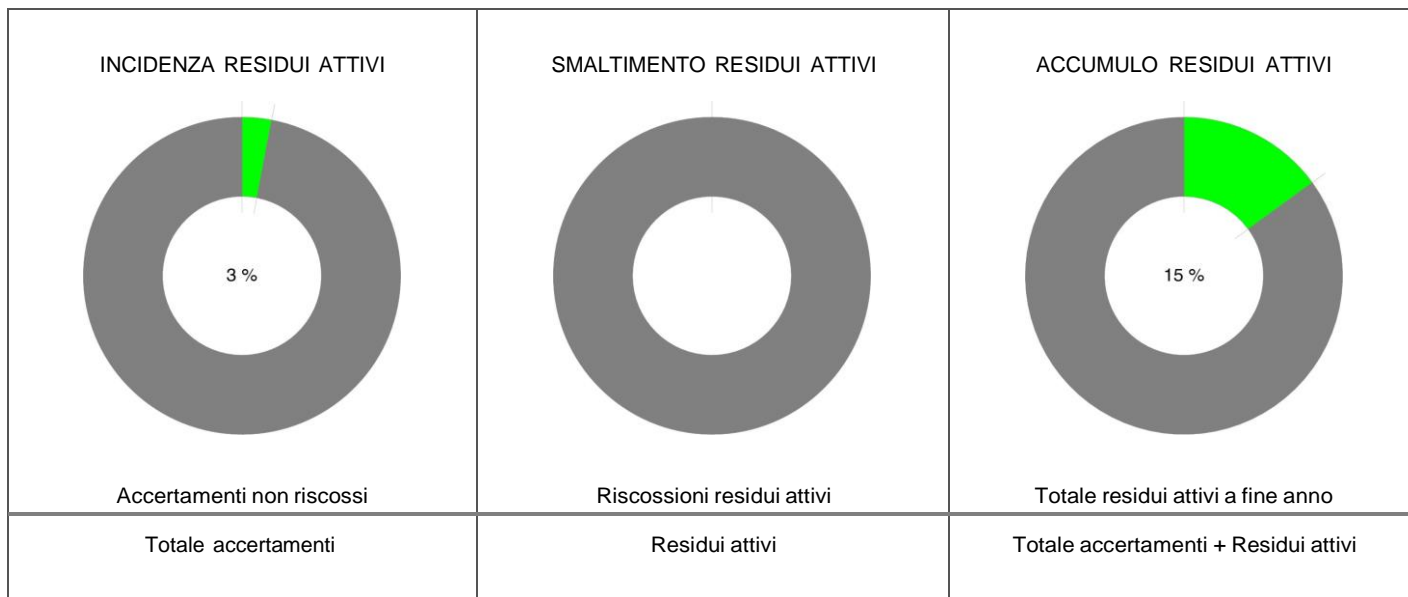 INCIDENZA RESIDUI ATTIVI
3 %
Accertamenti non riscossi
Totale accertamenti
SMALTIMENTO RESIDUI ATTIVI
Riscossioni residui attivi
Residui attivi
ACCUMULO RESIDUI ATTIVI
15 %
Totale residui attivi a fine anno
Totale accertamenti + Residui attivi